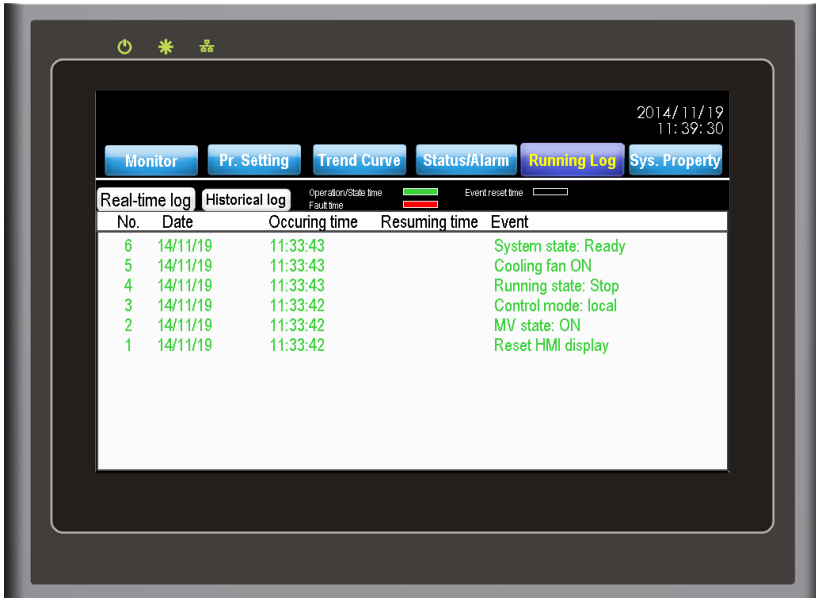 2014/11/19
11:39:30
Monitor Pr. Setting Trend Curve Status/Alarm Running Log Sys. Property
Real-time log Historical log Operation/State time Event reset time
Fault time
No. Date Occuring time Resuming time Event
6 14/11/19 11:33:43 System state: Ready
5 14/11/19 11:33:43 Cooling fan ON
4 14/11/19 11:33:43 Running state: Stop
3 14/11/19 11:33:42 Control mode: local
2 14/11/19 11:33:42 MV state: ON
1 14/11/19 11:33:42 Reset HMI display